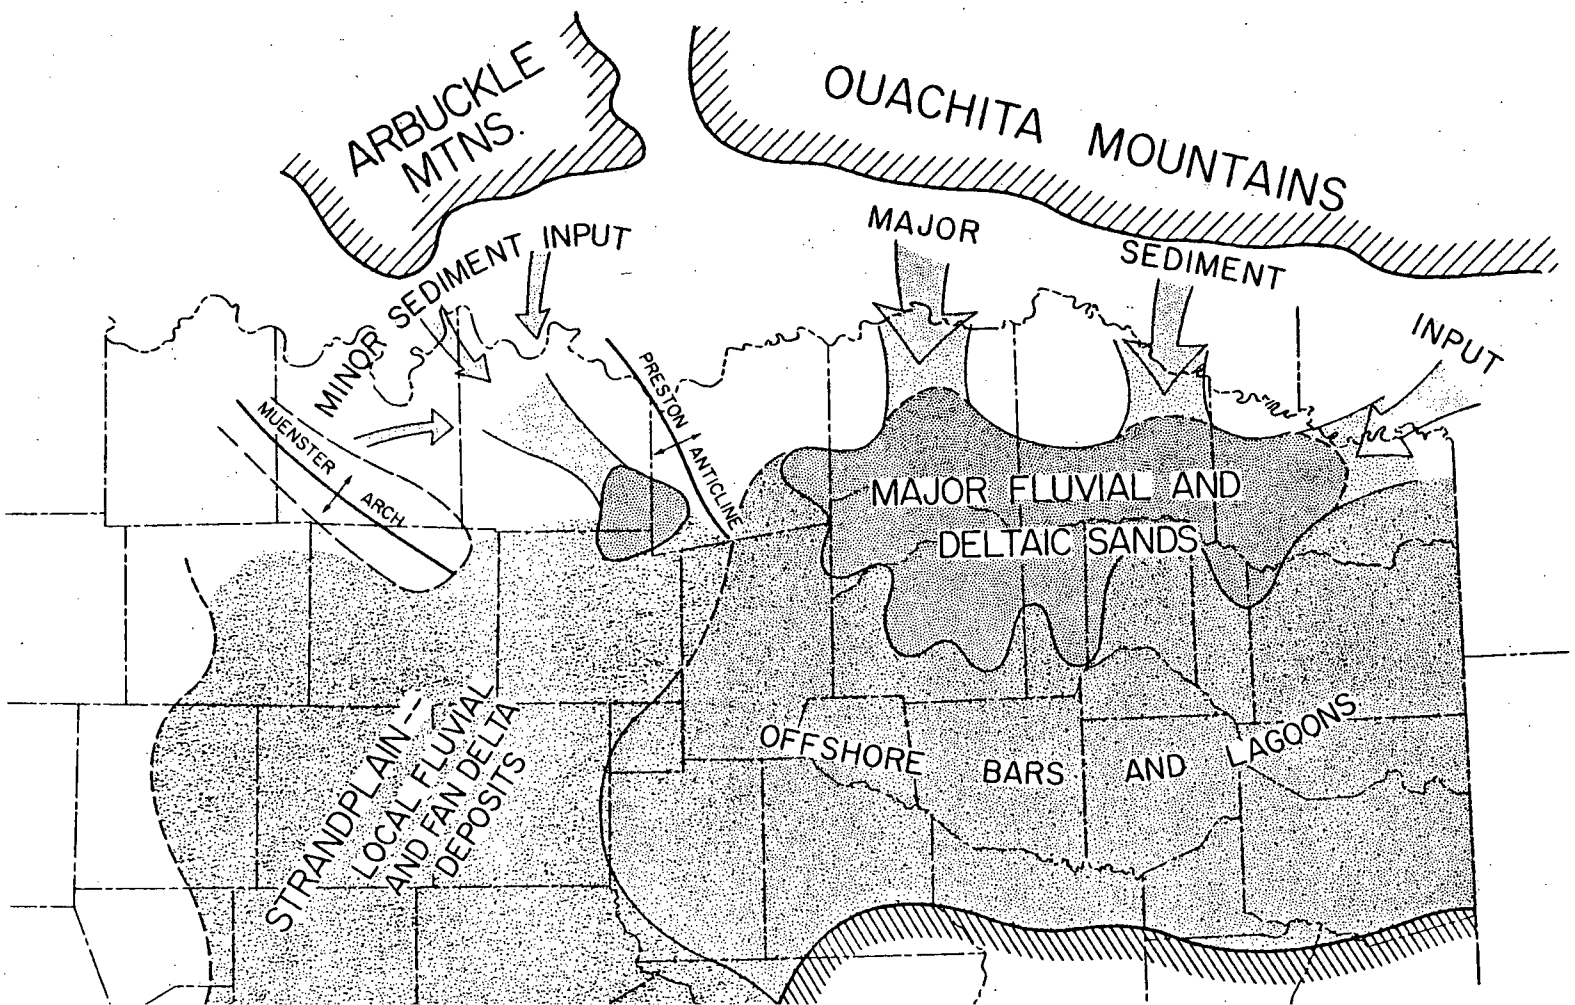 ARBUCKLE
MTNS.
OUACHITA MOUNTAINS
MINOR SEDIMENT INPUT
MAJOR SEDIMENT INPUT
MUENSTER ARCH
PRESTON ANTICLINE
MAJOR FLUVIAL AND
DELTAIC SANDS
OFFSHORE BARS AND LAGOONS
STRANDPLAIN--
LOCAL FLUVIAL
AND FAN DELTA
DEPOSITS